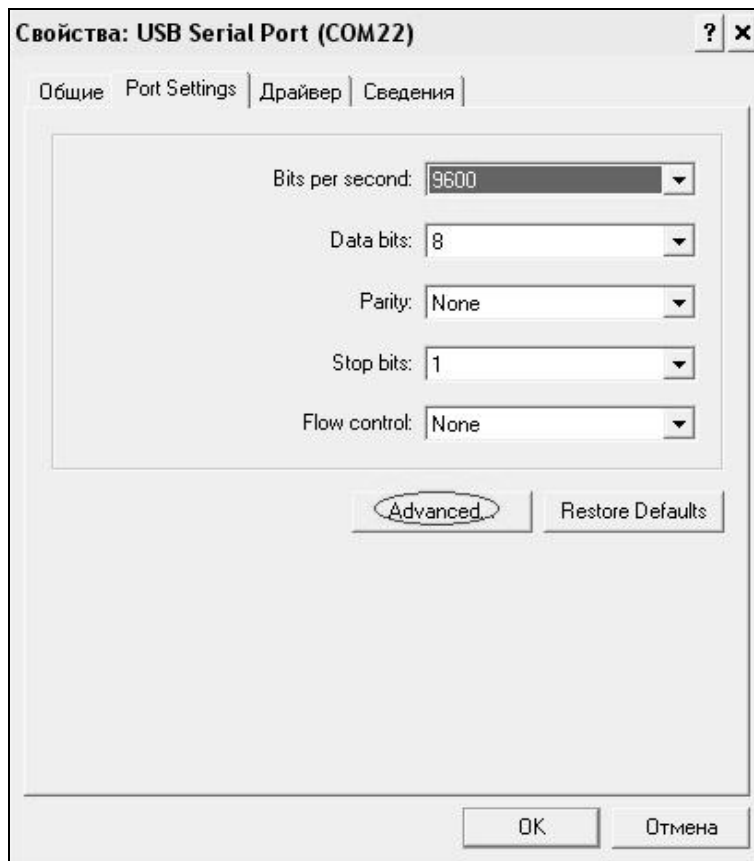 Свойства: USB Serial Port (COM22) ? ×
Общие Port Settings Драйвер Сведения
Bits per second: 9600
Data bits: 8
Parity: None
Stop bits: 1
Flow control: None
Advanced... Restore Defaults
OK Отмена